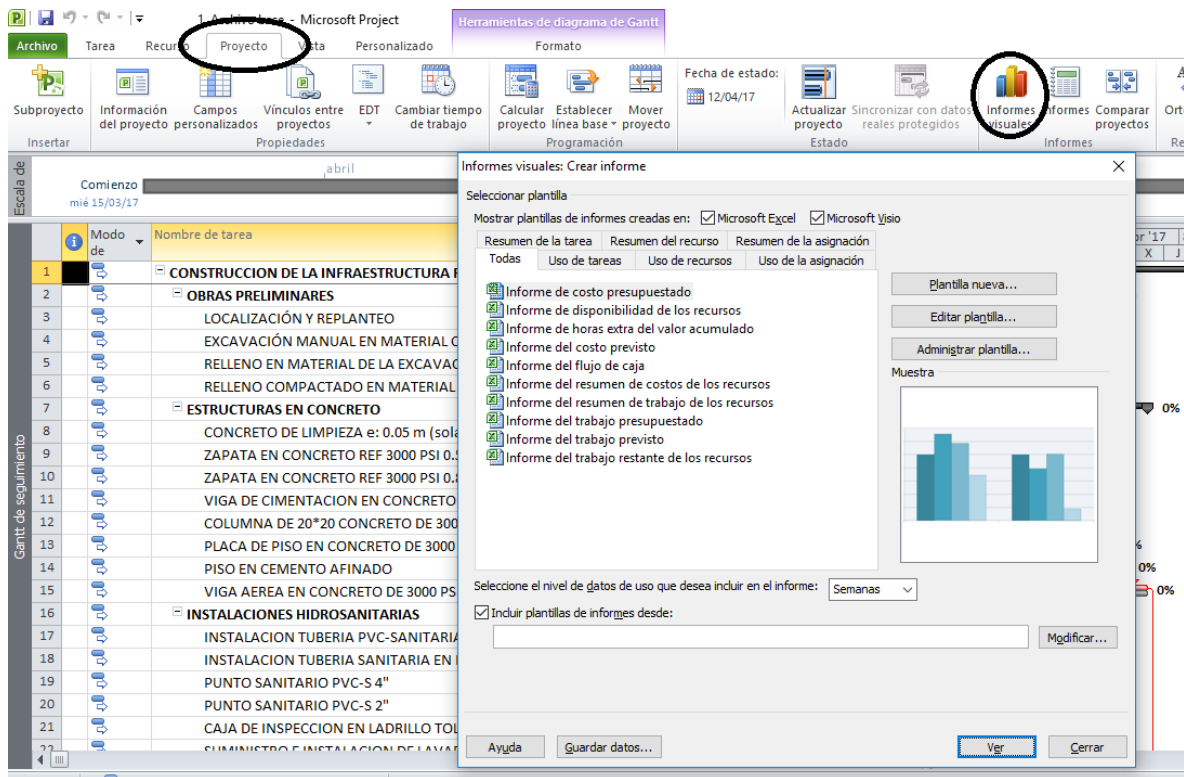 1. Archivo base - Microsoft Project
Herramientas de diagrama de Gantt
Archivo Tarea Recurso Proyecto Vista Personalizado Formato
Subproyecto
Información del proyecto
Campos personalizados
Vínculos entre proyectos
EDT
Cambiar tiempo de trabajo
Calcular proyecto
Establecer línea base
Mover proyecto
Fecha de estado:
12/04/17
Actualizar proyecto
Sincronizar con datos reales protegidos
Informes visuales
Informes
Comparar proyectos
Insertar Propiedades Programación Estado Informes
Escala de
abril
Comienzo
mié 15/03/17
Modo de
Nombre de tarea
Gantt de seguimiento
1 CONSTRUCCION DE LA INFRAESTRUCTURA
2 OBRAS PRELIMINARES
3 LOCALIZACIÓN Y REPLANTEO
4 EXCAVACIÓN MANUAL EN MATERIAL
5 RELLENO EN MATERIAL DE LA
6 RELLENO COMPACTADO EN MATERIAL
7 ESTRUCTURAS EN CONCRETO
8 CONCRETO DE LIMPIEZA e: 0.05 m
9 ZAPATA EN CONCRETO REF 3000 PSI
10 ZAPATA EN CONCRETO REF 3000 PSI
11 VIGA DE CIMENTACION EN CONCRETO
12 COLUMNA DE 20*20 CONCRETO DE
13 PLACA DE PISO EN CONCRETO DE 3000
14 PISO EN CEMENTO AFINADO
15 VIGA AEREA EN CONCRETO DE 3000
16 INSTALACIONES HIDROSANITARIAS
17 INSTALACION TUBERIA PVC-SANITARIA
18 INSTALACION TUBERIA SANITARIA EN
19 PUNTO SANITARIO PVC-S 4"
20 PUNTO SANITARIO PVC-S 2"
21 CAJA DE INSPECCION EN LADRILLO
22
Informes visuales: Crear informe
Seleccionar plantilla
Mostrar plantillas de informes creadas en: Microsoft Excel Microsoft Visio
Resumen de la tarea Resumen del recurso Resumen de la asignación
Todas Uso de tareas Uso de recursos Uso de la asignación
Informe de costo presupuestado
Informe de disponibilidad de los recursos
Informe de horas extra del valor acumulado
Informe del costo previsto
Informe del flujo de caja
Informe del resumen de costos de los recursos
Informe del resumen de trabajo de los recursos
Informe del trabajo presupuestado
Informe del trabajo previsto
Informe del trabajo restante de los recursos
Plantilla nueva...
Editar plantilla...
Administrar plantilla...
Muestra
Seleccione el nivel de datos de uso que desea incluir en el informe: Semanas
Incluir plantillas de informes desde:
Modificar...
Ayuda Guardar datos... Ver Cerrar
'17
X J
0%
0%
0%